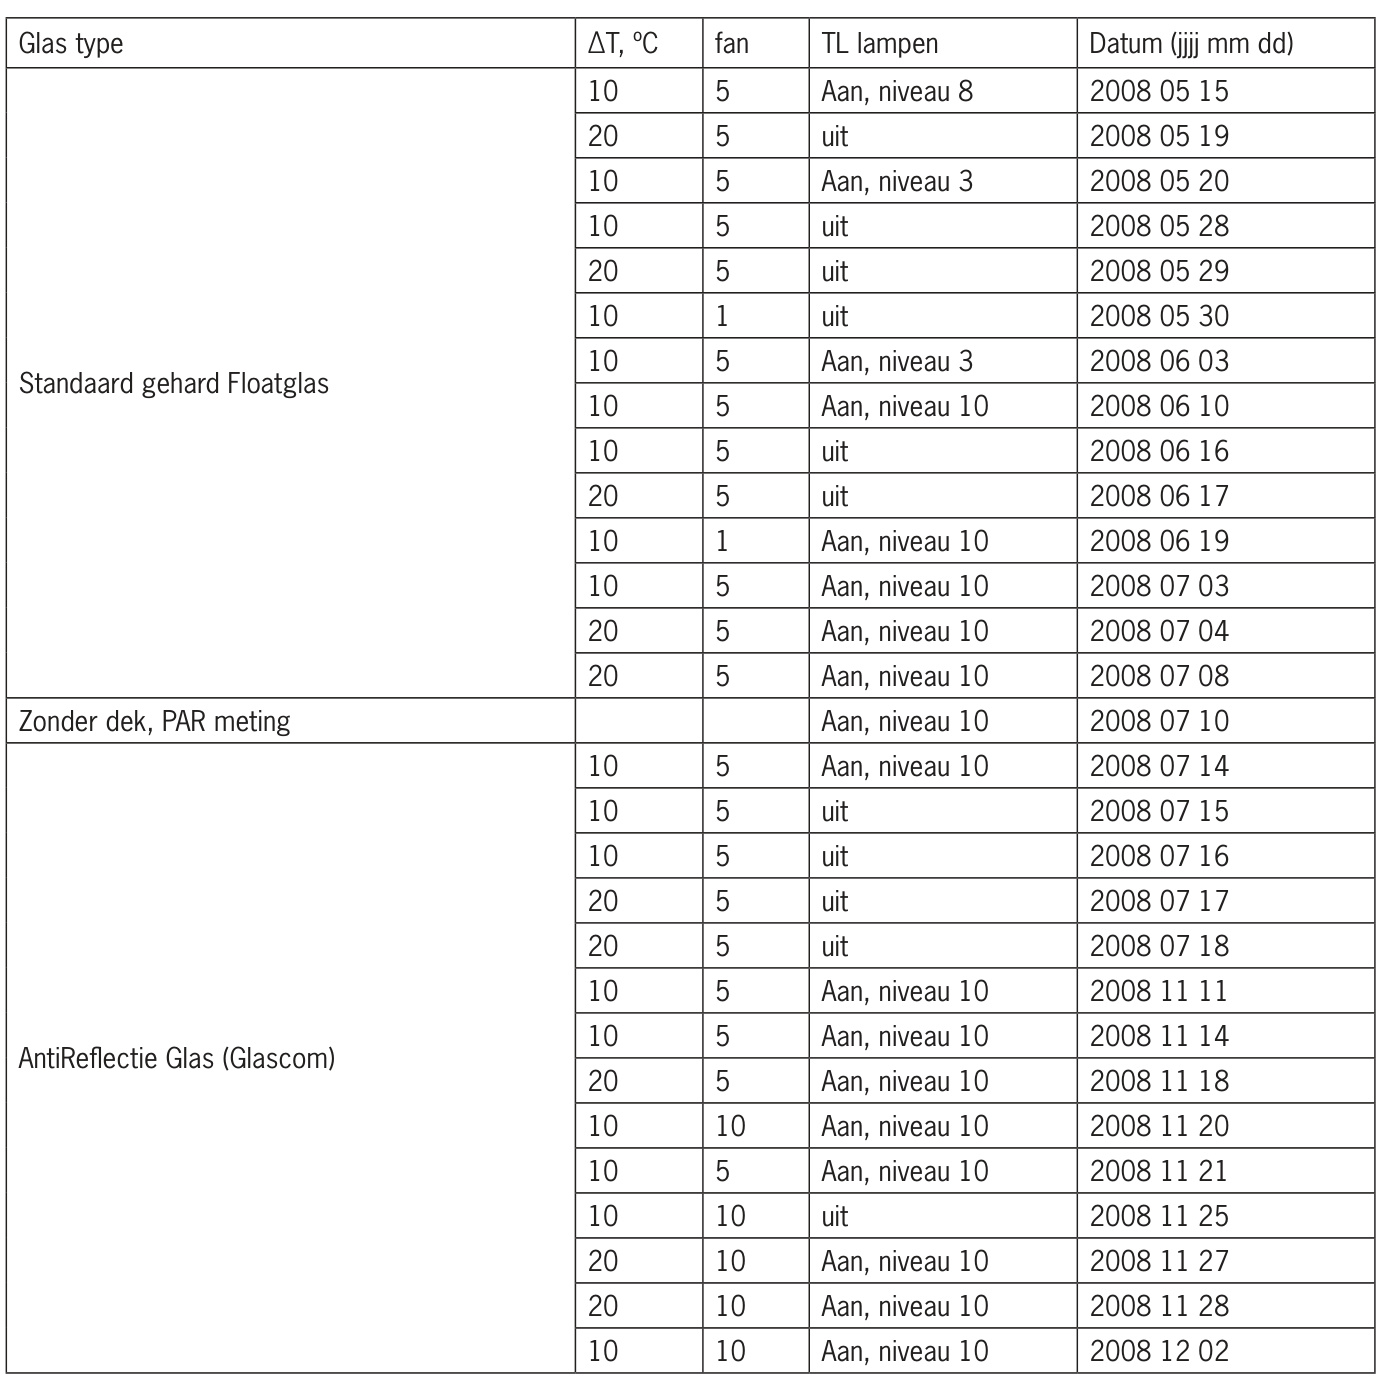 Glas type ΔT, ºC fan TL lampen Datum (jjjj mm dd)
10 5 Aan, niveau 8 2008 05 15
20 5 uit 2008 05 19
10 5 Aan, niveau 3 2008 05 20
10 5 uit 2008 05 28
20 5 uit 2008 05 29
10 1 uit 2008 05 30
Standaard gehard Floatglas
10 5 Aan, niveau 3 2008 06 03
10 5 Aan, niveau 10 2008 06 10
10 5 uit 2008 06 16
20 5 uit 2008 06 17
10 1 Aan, niveau 10 2008 06 19
10 5 Aan, niveau 10 2008 07 03
20 5 Aan, niveau 10 2008 07 04
20 5 Aan, niveau 10 2008 07 08
Zonder dek, PAR meting Aan, niveau 10 2008 07 10
10 5 Aan, niveau 10 2008 07 14
10 5 uit 2008 07 15
10 5 uit 2008 07 16
20 5 uit 2008 07 17
20 5 uit 2008 07 18
10 5 Aan, niveau 10 2008 11 11
10 5 Aan, niveau 10 2008 11 14
AntiReflectie Glas (Glascom)
20 5 Aan, niveau 10 2008 11 18
10 10 Aan, niveau 10 2008 11 20
10 5 Aan, niveau 10 2008 11 21
10 10 uit 2008 11 25
20 10 Aan, niveau 10 2008 11 27
20 10 Aan, niveau 10 2008 11 28
10 10 Aan, niveau 10 2008 12 02